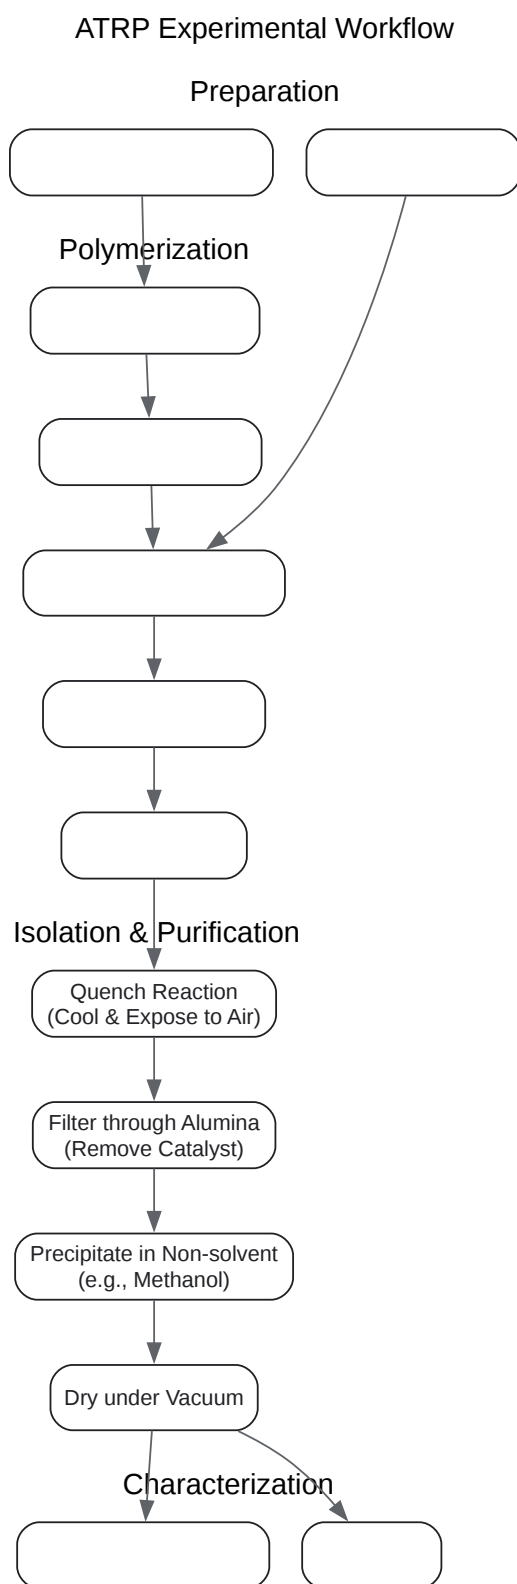 ATRP Experimental Workflow
Preparation
Polymerization
Isolation & Purification
Quench Reaction
(Cool & Expose to Air)
Filter through Alumina
(Remove Catalyst)
Precipitate in Non-solvent
(e.g., Methanol)
Dry under Vacuum
Characterization